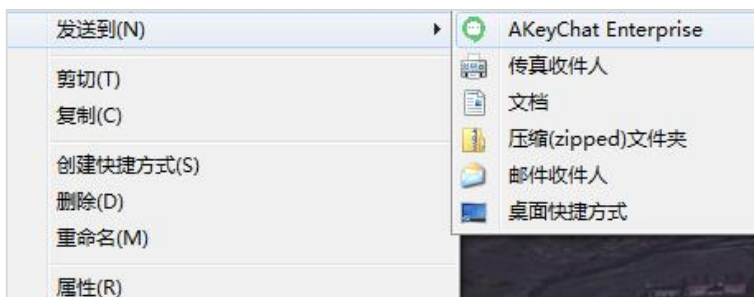 发送到(N)
剪切(T)
复制(C)
创建快捷方式(S)
删除(D)
重命名(M)
属性(R)
AKeyChat Enterprise
传真收件人
文档
压缩(zipped)文件夹
邮件收件人
桌面快捷方式